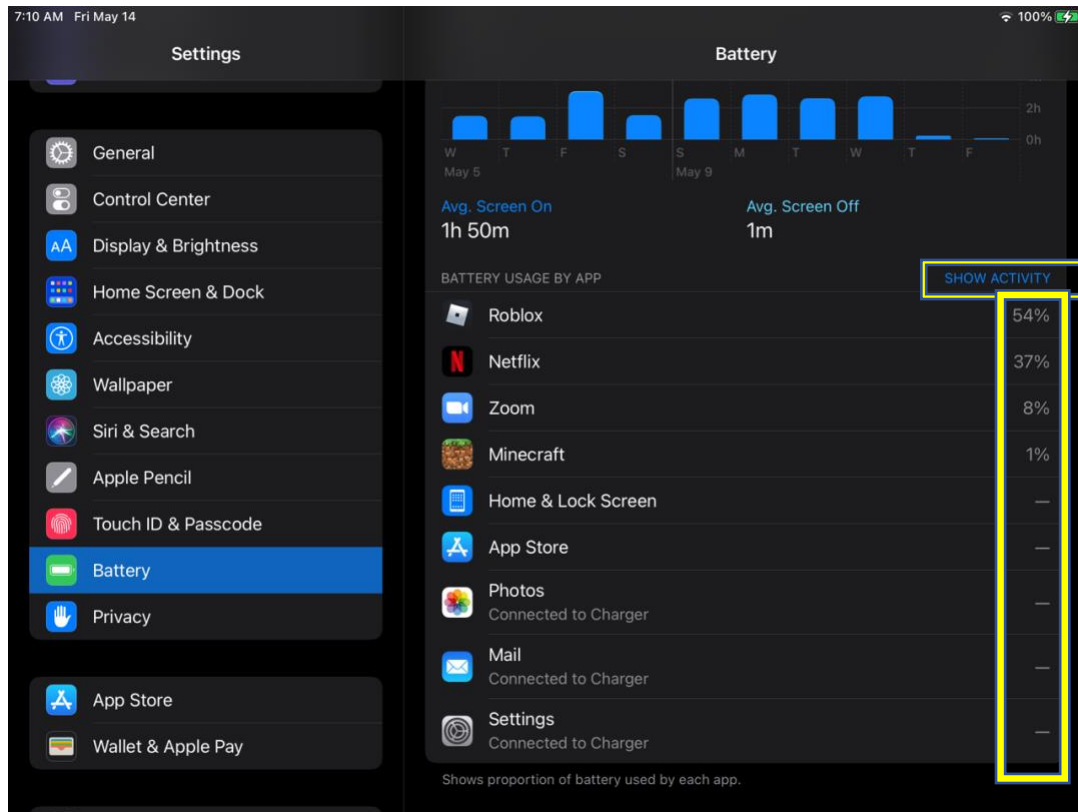 7:10 AM Fri May 14
100%
Settings
General
Control Center
Display & Brightness
AA
Home Screen & Dock
Accessibility
Wallpaper
Siri & Search
Apple Pencil
Touch ID & Passcode
Battery
Privacy
App Store
Wallet & Apple Pay
Battery
2h
0h
W T F S S M T W T F
May 5 May 9
Avg. Screen On Avg. Screen Off
1h 50m 1m
BATTERY USAGE BY APP SHOW ACTIVITY
Roblox 54%
N Netflix 37%
Zoom 8%
Minecraft 1%
Home & Lock Screen —
App Store —
Photos
Connected to Charger —
Mail
Connected to Charger —
Settings
Connected to Charger —
Shows proportion of battery used by each app.